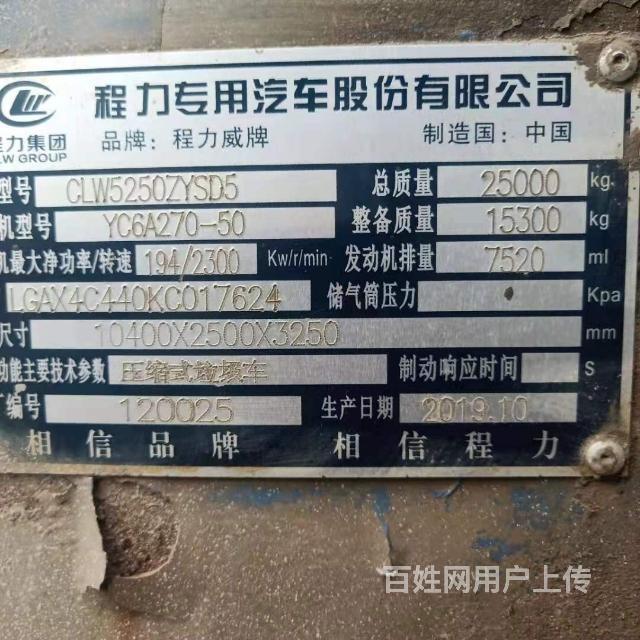 程力专用汽车股份有限公司
程力集团
LW GROUP
品牌：程力威牌 制造国：中国
型号 CLW5250ZYSD5 总质量 25000 kg
机型号 YC6A270-50 整备质量 15300 kg
机最大净功率/转速 194/2300 Kw/r/min 发动机排量 7520 ml
LGAX4C440KC017624 储气筒压力 Kpa
尺寸 10400X2500X3250 mm
功能主要技术参数 压缩式垃圾车 制动响应时间 S
编号 120025 生产日期 2019.10
相信品牌 相信程力
百姓网用户上传